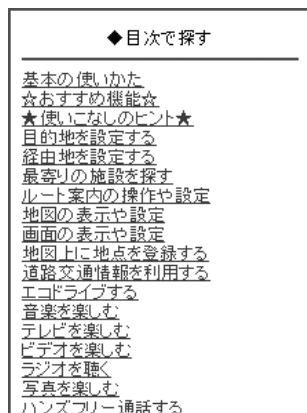 ◆目次で探す
基本の使いかた
☆おすすめ機能☆
★使いこなしのヒント★
目的地を設定する
経由地を設定する
最寄りの施設を探す
ルート案内の操作や設定
地図の表示や設定
画面の表示や設定
地図上に地点を登録する
道路交通情報を利用する
エコドライブする
音楽を楽しむ
テレビを楽しむ
ビデオを楽しむ
ラジオを聴く
写真を楽しむ
ハンズフリー通話する